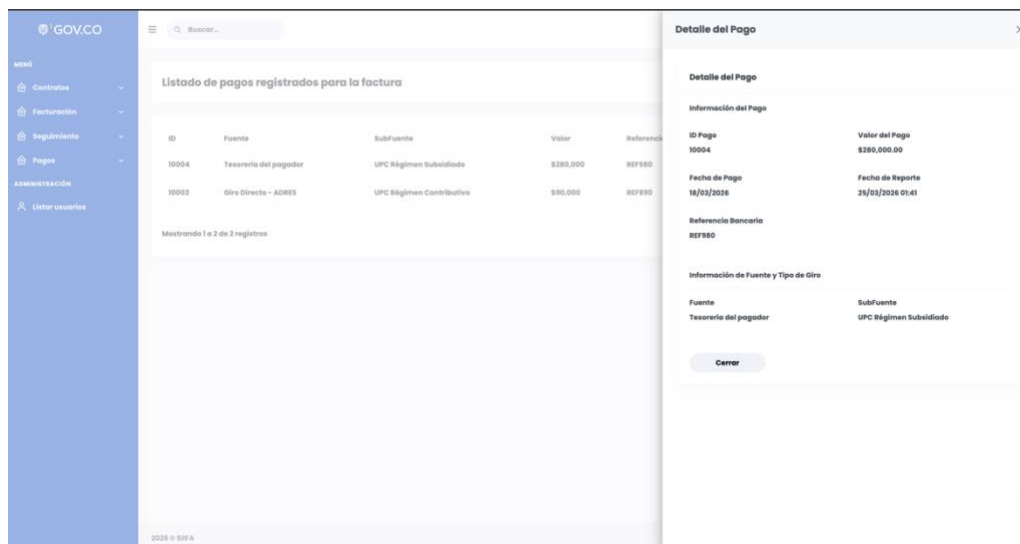 GOV.CO
Buscar...
MENÚ
Contratos
Facturación
Seguimiento
Pagos
ADMINISTRACIÓN
Listar usuarios
Listado de pagos registrados para la factura
ID Fuente SubFuente Valor Referencia
10004 Tesoreria del pagador UPC Régimen Subsidiado $280,000 REF980
10003 Giro Directo - ADRES UPC Régimen Contributivo $90,000 REF890
Mostrando 1 a 2 de 2 registros
2026 © SIIFA
Detalle del Pago
Detalle del Pago
Información del Pago
ID Pago Valor del Pago
10004 $280,000.00
Fecha de Pago Fecha de Reporte
18/03/2026 25/03/2026 01:41
Referencia Bancaria
REF980
Información de Fuente y Tipo de Giro
Fuente SubFuente
Tesoreria del pagador UPC Régimen Subsidiado
Cerrar